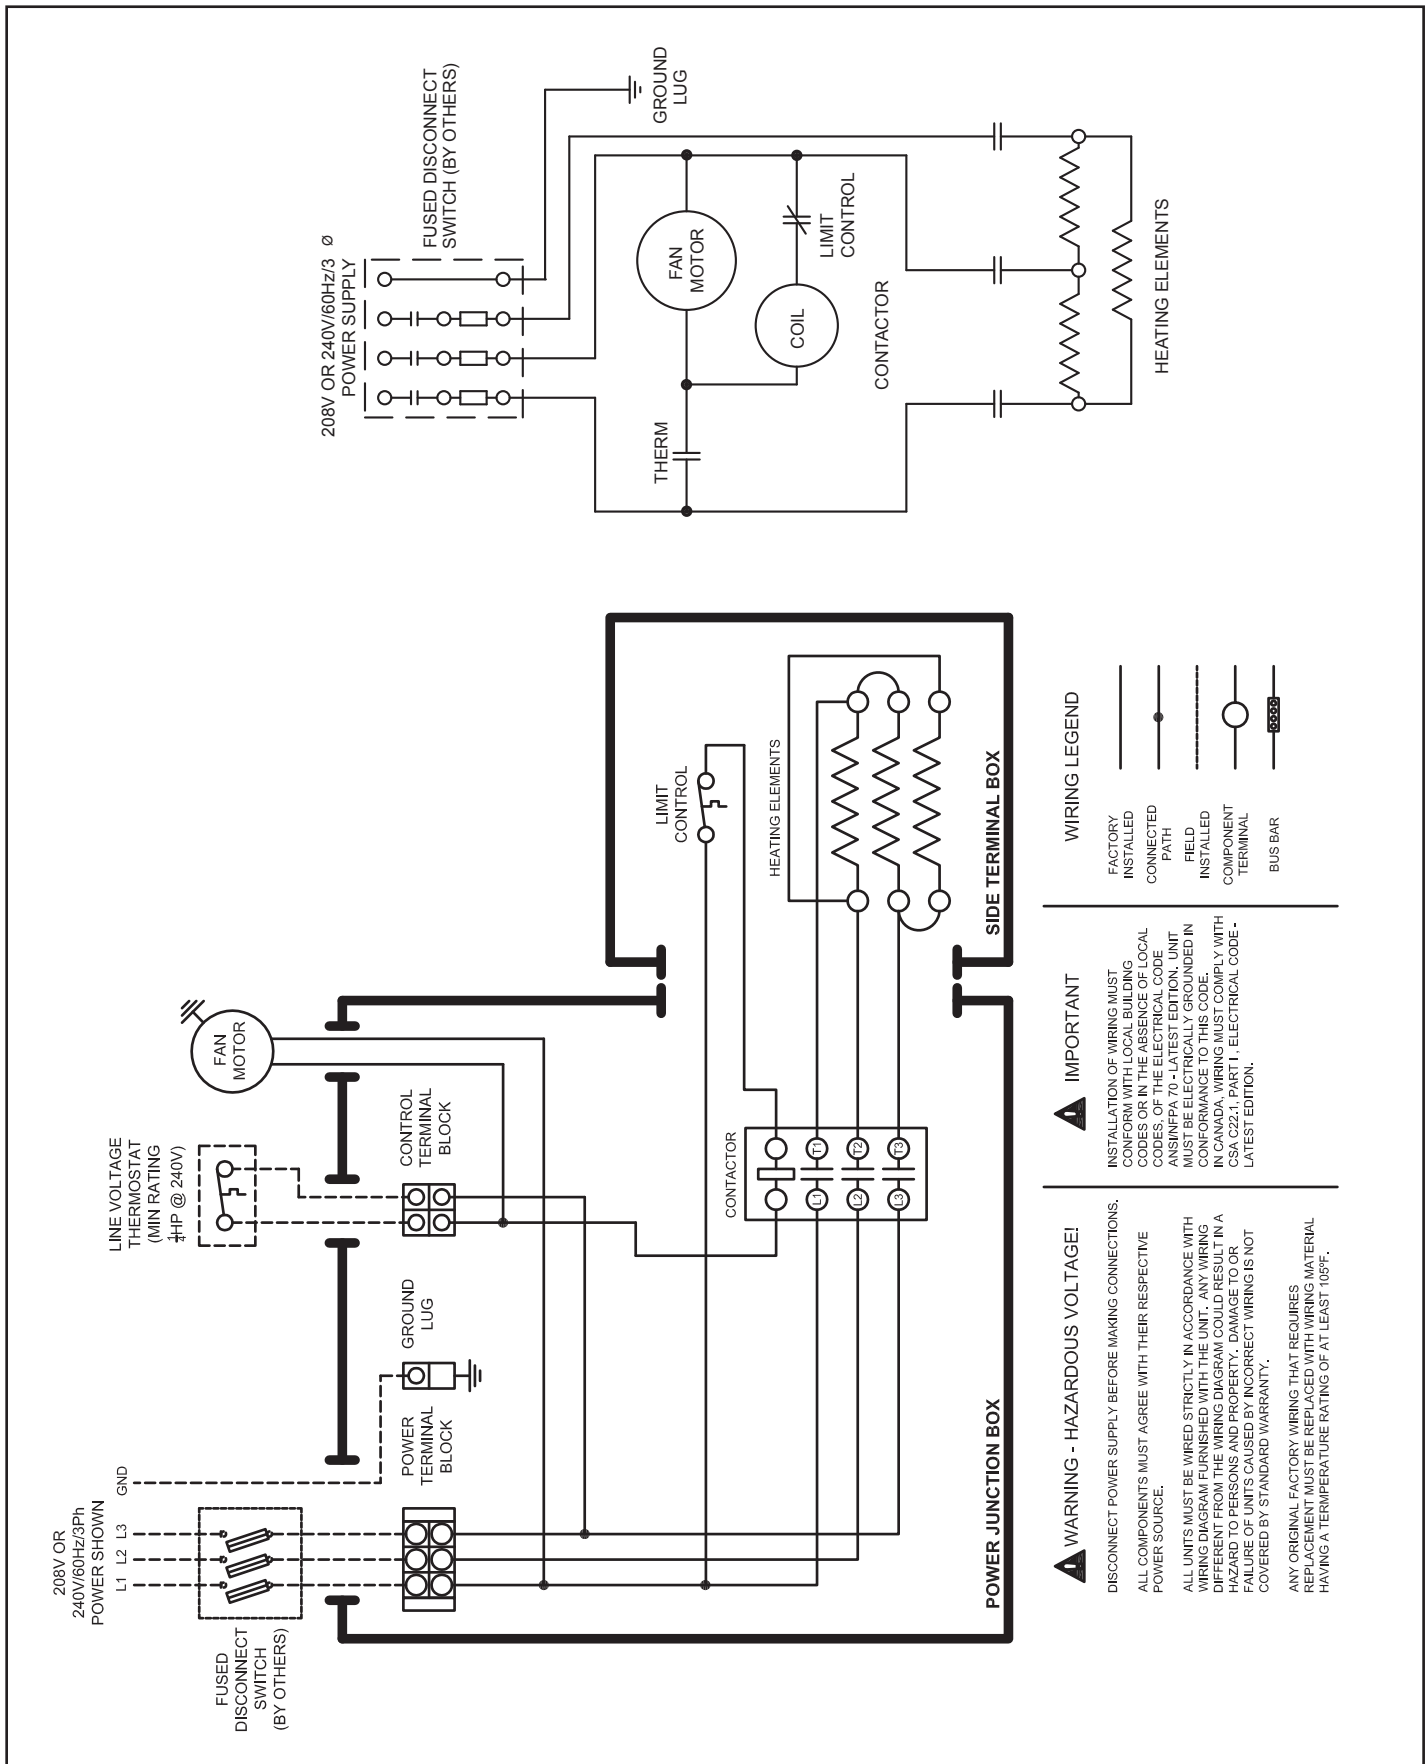 208V OR
240V/60Hz/3Ph
POWER SHOWN
L1
L2
L3
GND
FUSED
DISCONNECT
SWITCH
(BY OTHERS)
LINE VOLTAGE
THERMOSTAT
(MIN RATING
1/4HP @ 240V)
FAN
MOTOR
POWER
TERMINAL
BLOCK
GROUND
LUG
CONTROL
TERMINAL
BLOCK
CONTACTOR
L1
T1
L2
T2
L3
T3
LIMIT
CONTROL
HEATING ELEMENTS
POWER JUNCTION BOX
SIDE TERMINAL BOX
208V OR 240V/60Hz/3 Ø
POWER SUPPLY
FUSED DISCONNECT
SWITCH (BY OTHERS)
GROUND
LUG
THERM
FAN
MOTOR
COIL
LIMIT
CONTROL
CONTACTOR
HEATING ELEMENTS
WARNING - HAZARDOUS VOLTAGE!
DISCONNECT POWER SUPPLY BEFORE MAKING CONNECTIONS.
ALL COMPONENTS MUST AGREE WITH THEIR RESPECTIVE
POWER SOURCE.
ALL UNITS MUST BE WIRED STRICTLY IN ACCORDANCE WITH
WIRING DIAGRAM FURNISHED WITH THE UNIT. ANY WIRING
DIFFERENT FROM THE WIRING DIAGRAM COULD RESULT IN A
HAZARD TO PERSONS AND PROPERTY. DAMAGE TO OR
FAILURE OF UNITS CAUSED BY INCORRECT WIRING IS NOT
COVERED BY STANDARD WARRANTY.
ANY ORIGINAL FACTORY WIRING THAT REQUIRES
REPLACEMENT MUST BE REPLACED WITH WIRING MATERIAL
HAVING A TERMPERATURE RATING OF AT LEAST 105ºF.
IMPORTANT
INSTALLATION OF WIRING MUST
CONFORM WITH LOCAL BUILDING
CODES OR IN THE ABSENCE OF LOCAL
CODES, OF THE ELECTRICAL CODE
ANSI/NFPA 70 - LATEST EDITION. UNIT
MUST BE ELECTRICALLY GROUNDED IN
CONFORMANCE TO THIS CODE.
IN CANADA, WIRING MUST COMPLY WITH
CSA C22.1, PART I , ELECTRICAL CODE -
LATEST EDITION.
WIRING LEGEND
FACTORY
INSTALLED
CONNECTED
PATH
FIELD
INSTALLED
COMPONENT
TERMINAL
BUS BAR